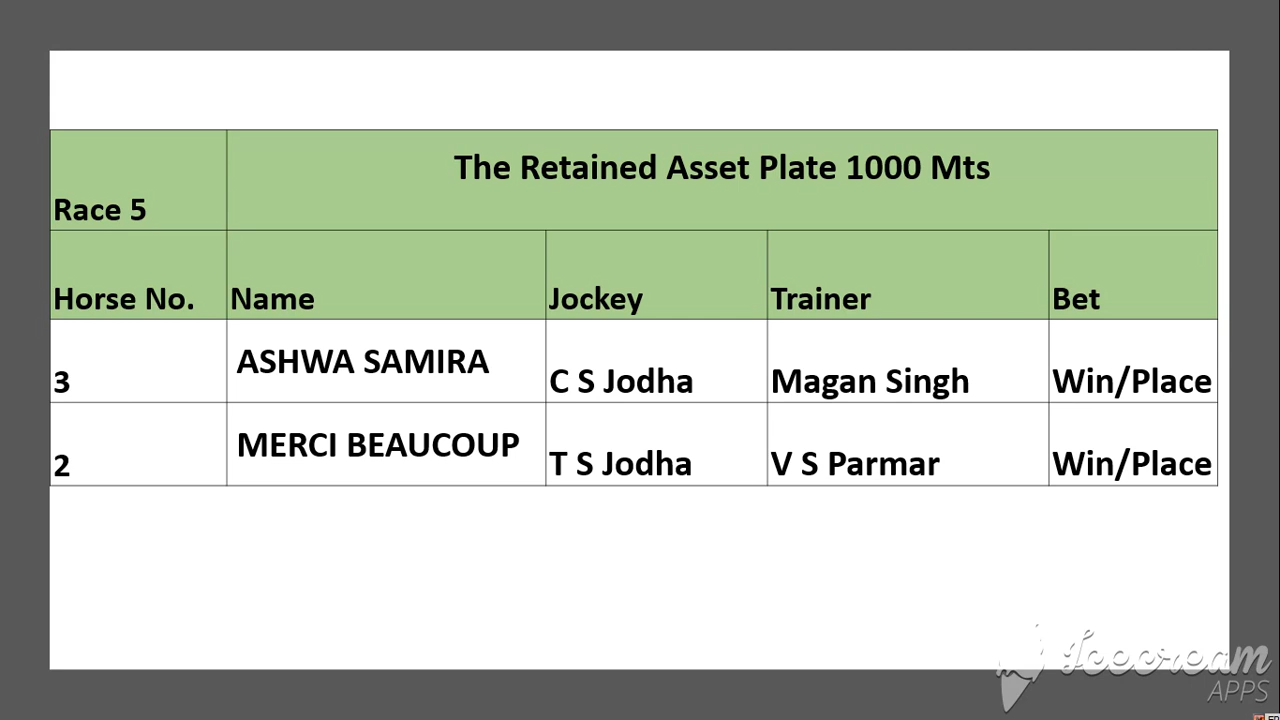 The Retained Asset Plate 1000 Mts
Race 5
Horse No. Name Jockey Trainer Bet
3 ASHWA SAMIRA C S Jodha Magan Singh Win/Place
2 MERCI BEAUCOUP T S Jodha V S Parmar Win/Place
Icecream
APPS